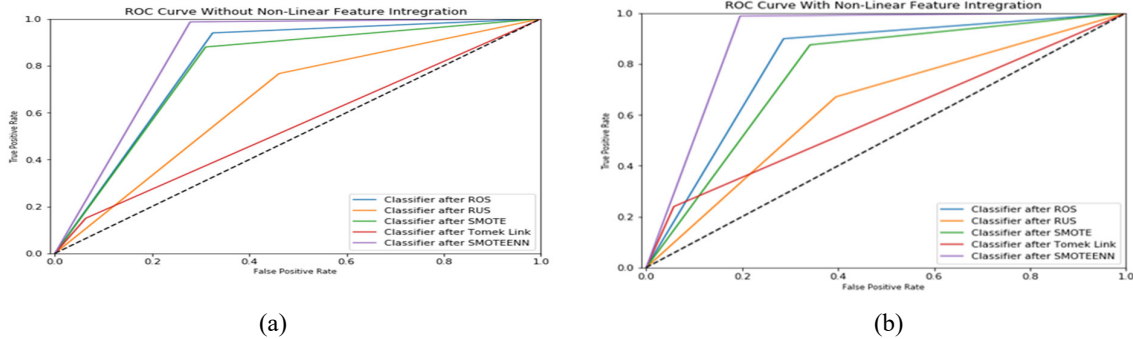 ROC Curve Without Non-Linear Feature Intregration
1.0
0.8
0.6
0.4
0.2
0.0
True Positive Rate
Classifier after ROS
Classifier after RUS
Classifier after SMOTE
Classifier after Tomek Link
Classifier after SMOTEENN
0.0 0.2 0.4 0.6 0.8 1.0
False Positive Rate
(a)
ROC Curve With Non-Linear Feature Intregration
1.0
0.8
0.6
0.4
0.2
0.0
True Positive Rate
Classifier after ROS
Classifier after RUS
Classifier after SMOTE
Classifier after Tomek Link
Classifier after SMOTEENN
0.0 0.2 0.4 0.6 0.8 1.0
False Positive Rate
(b)